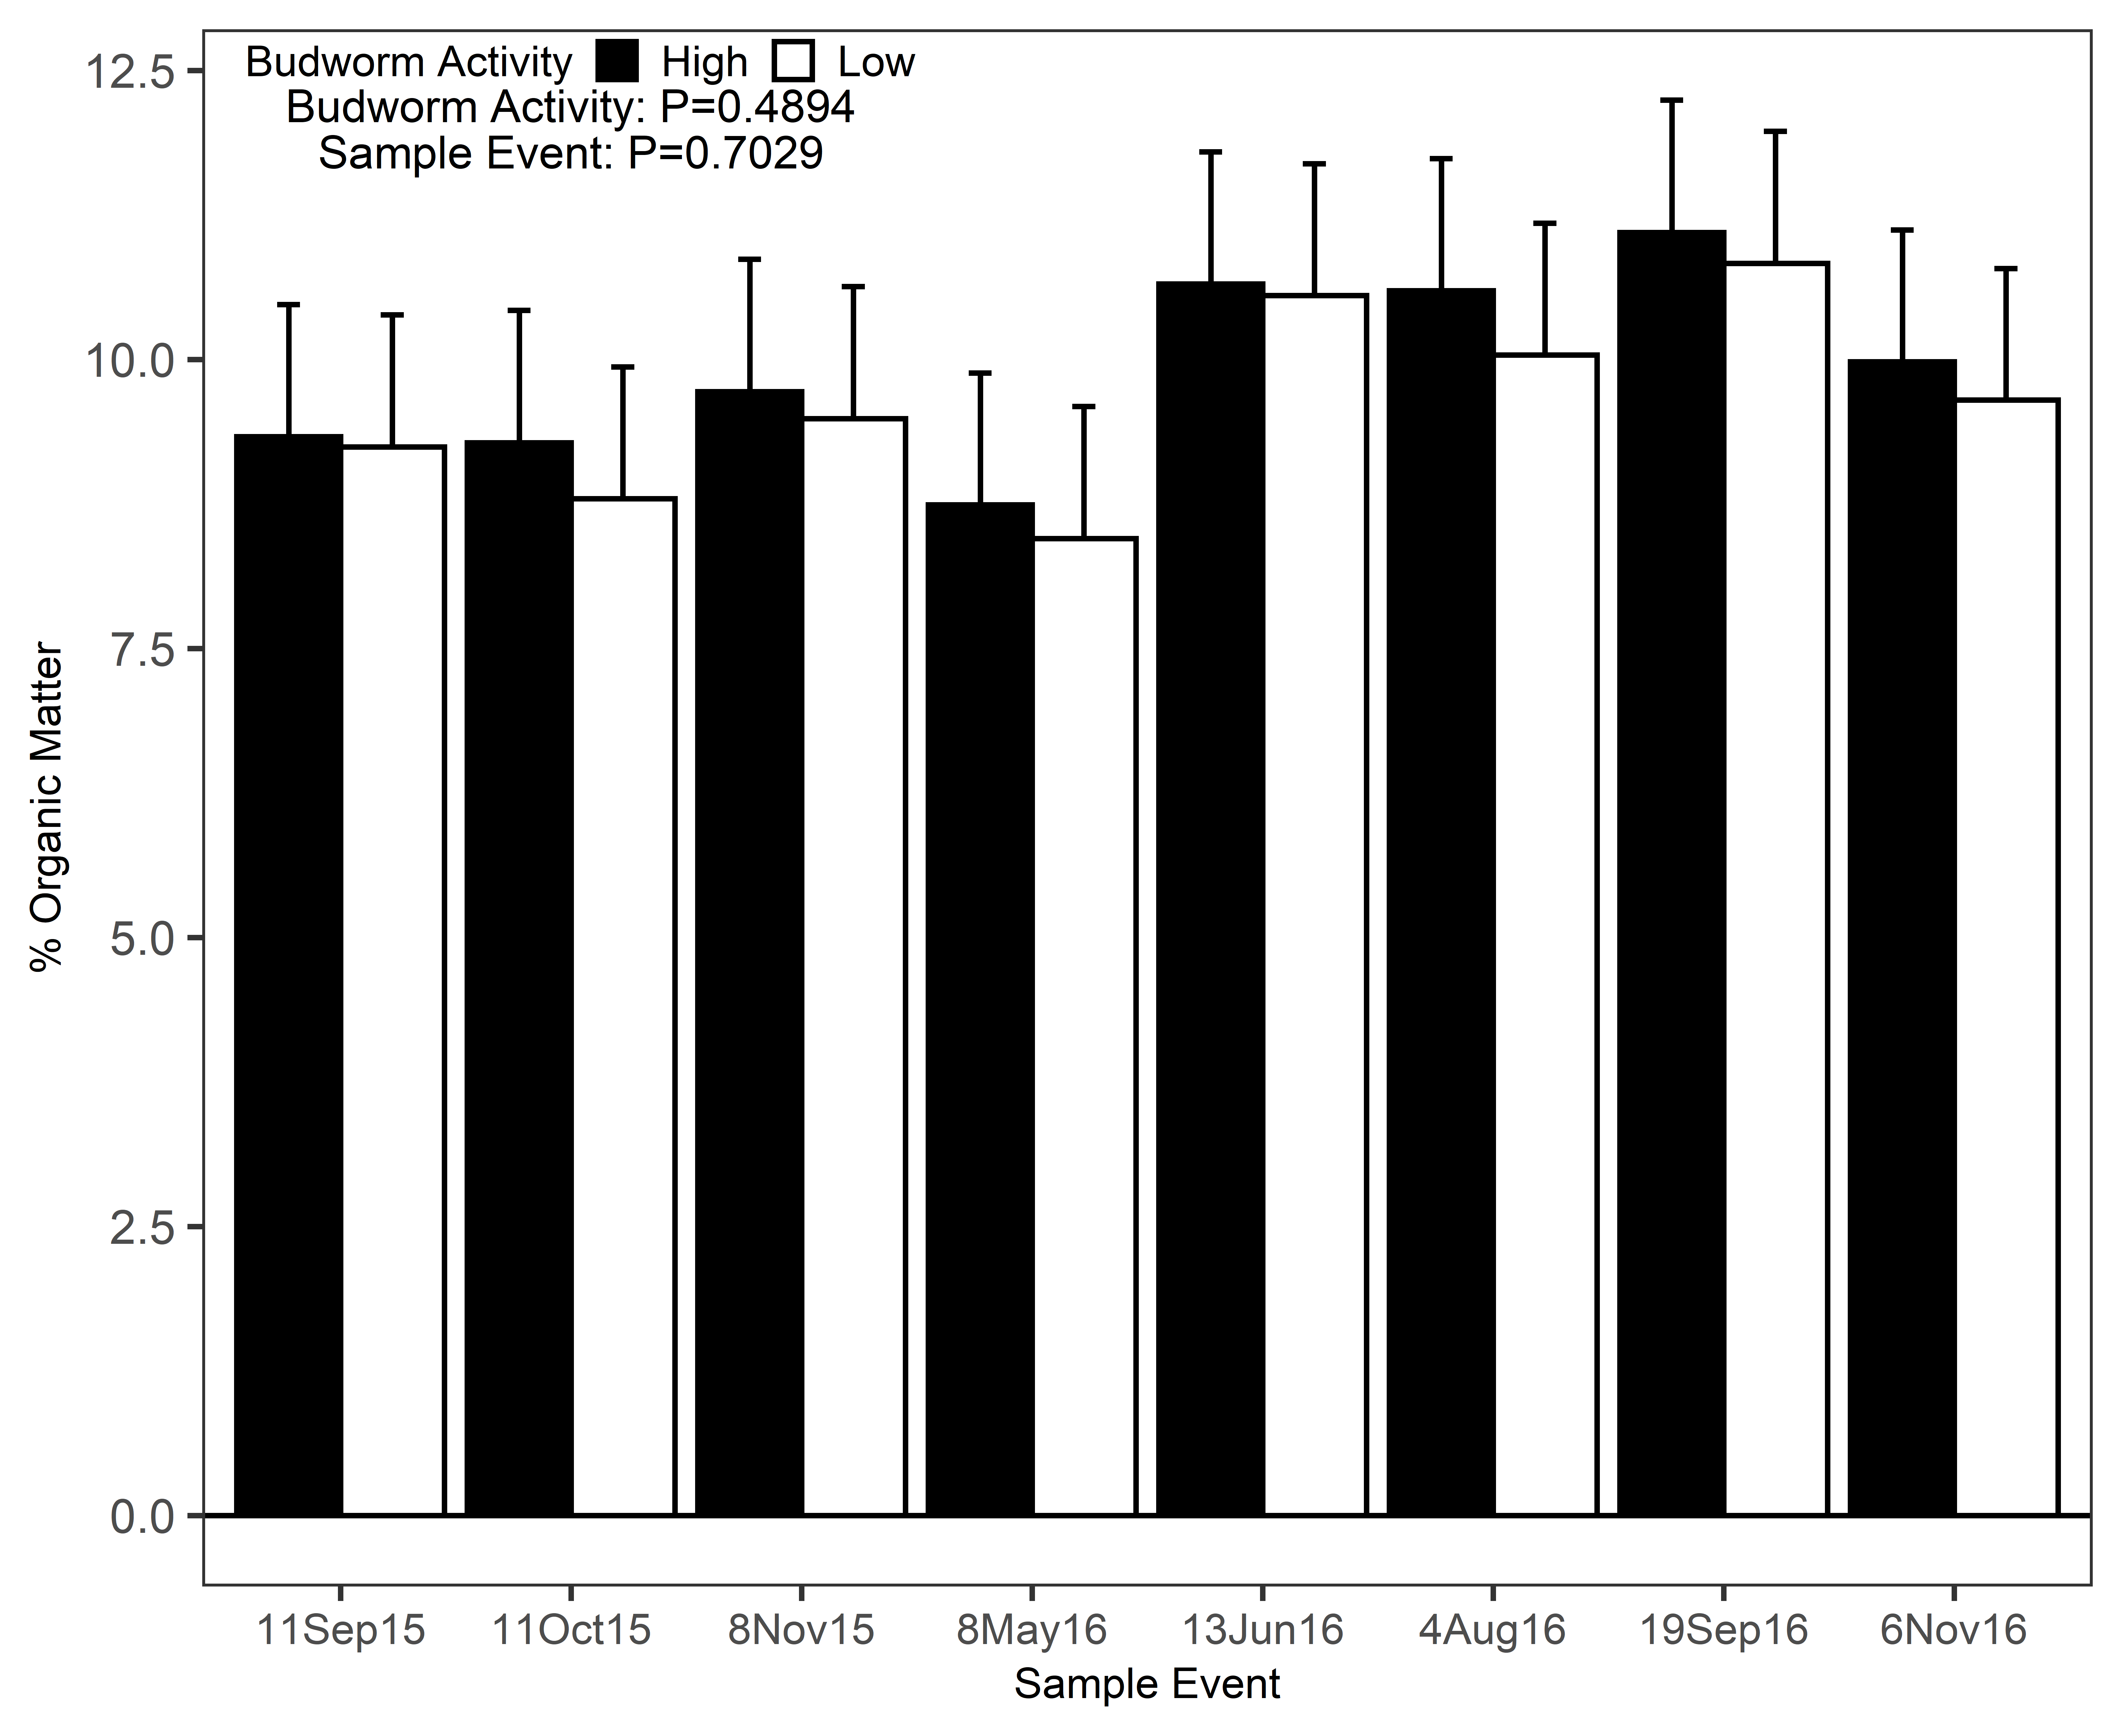 Budworm Activity High Low
Budworm Activity: P=0.4894
Sample Event: P=0.7029
12.5
10.0
7.5
5.0
2.5
0.0
% Organic Matter
11Sep15 11Oct15 8Nov15 8May16 13Jun16 4Aug16 19Sep16 6Nov16
Sample Event